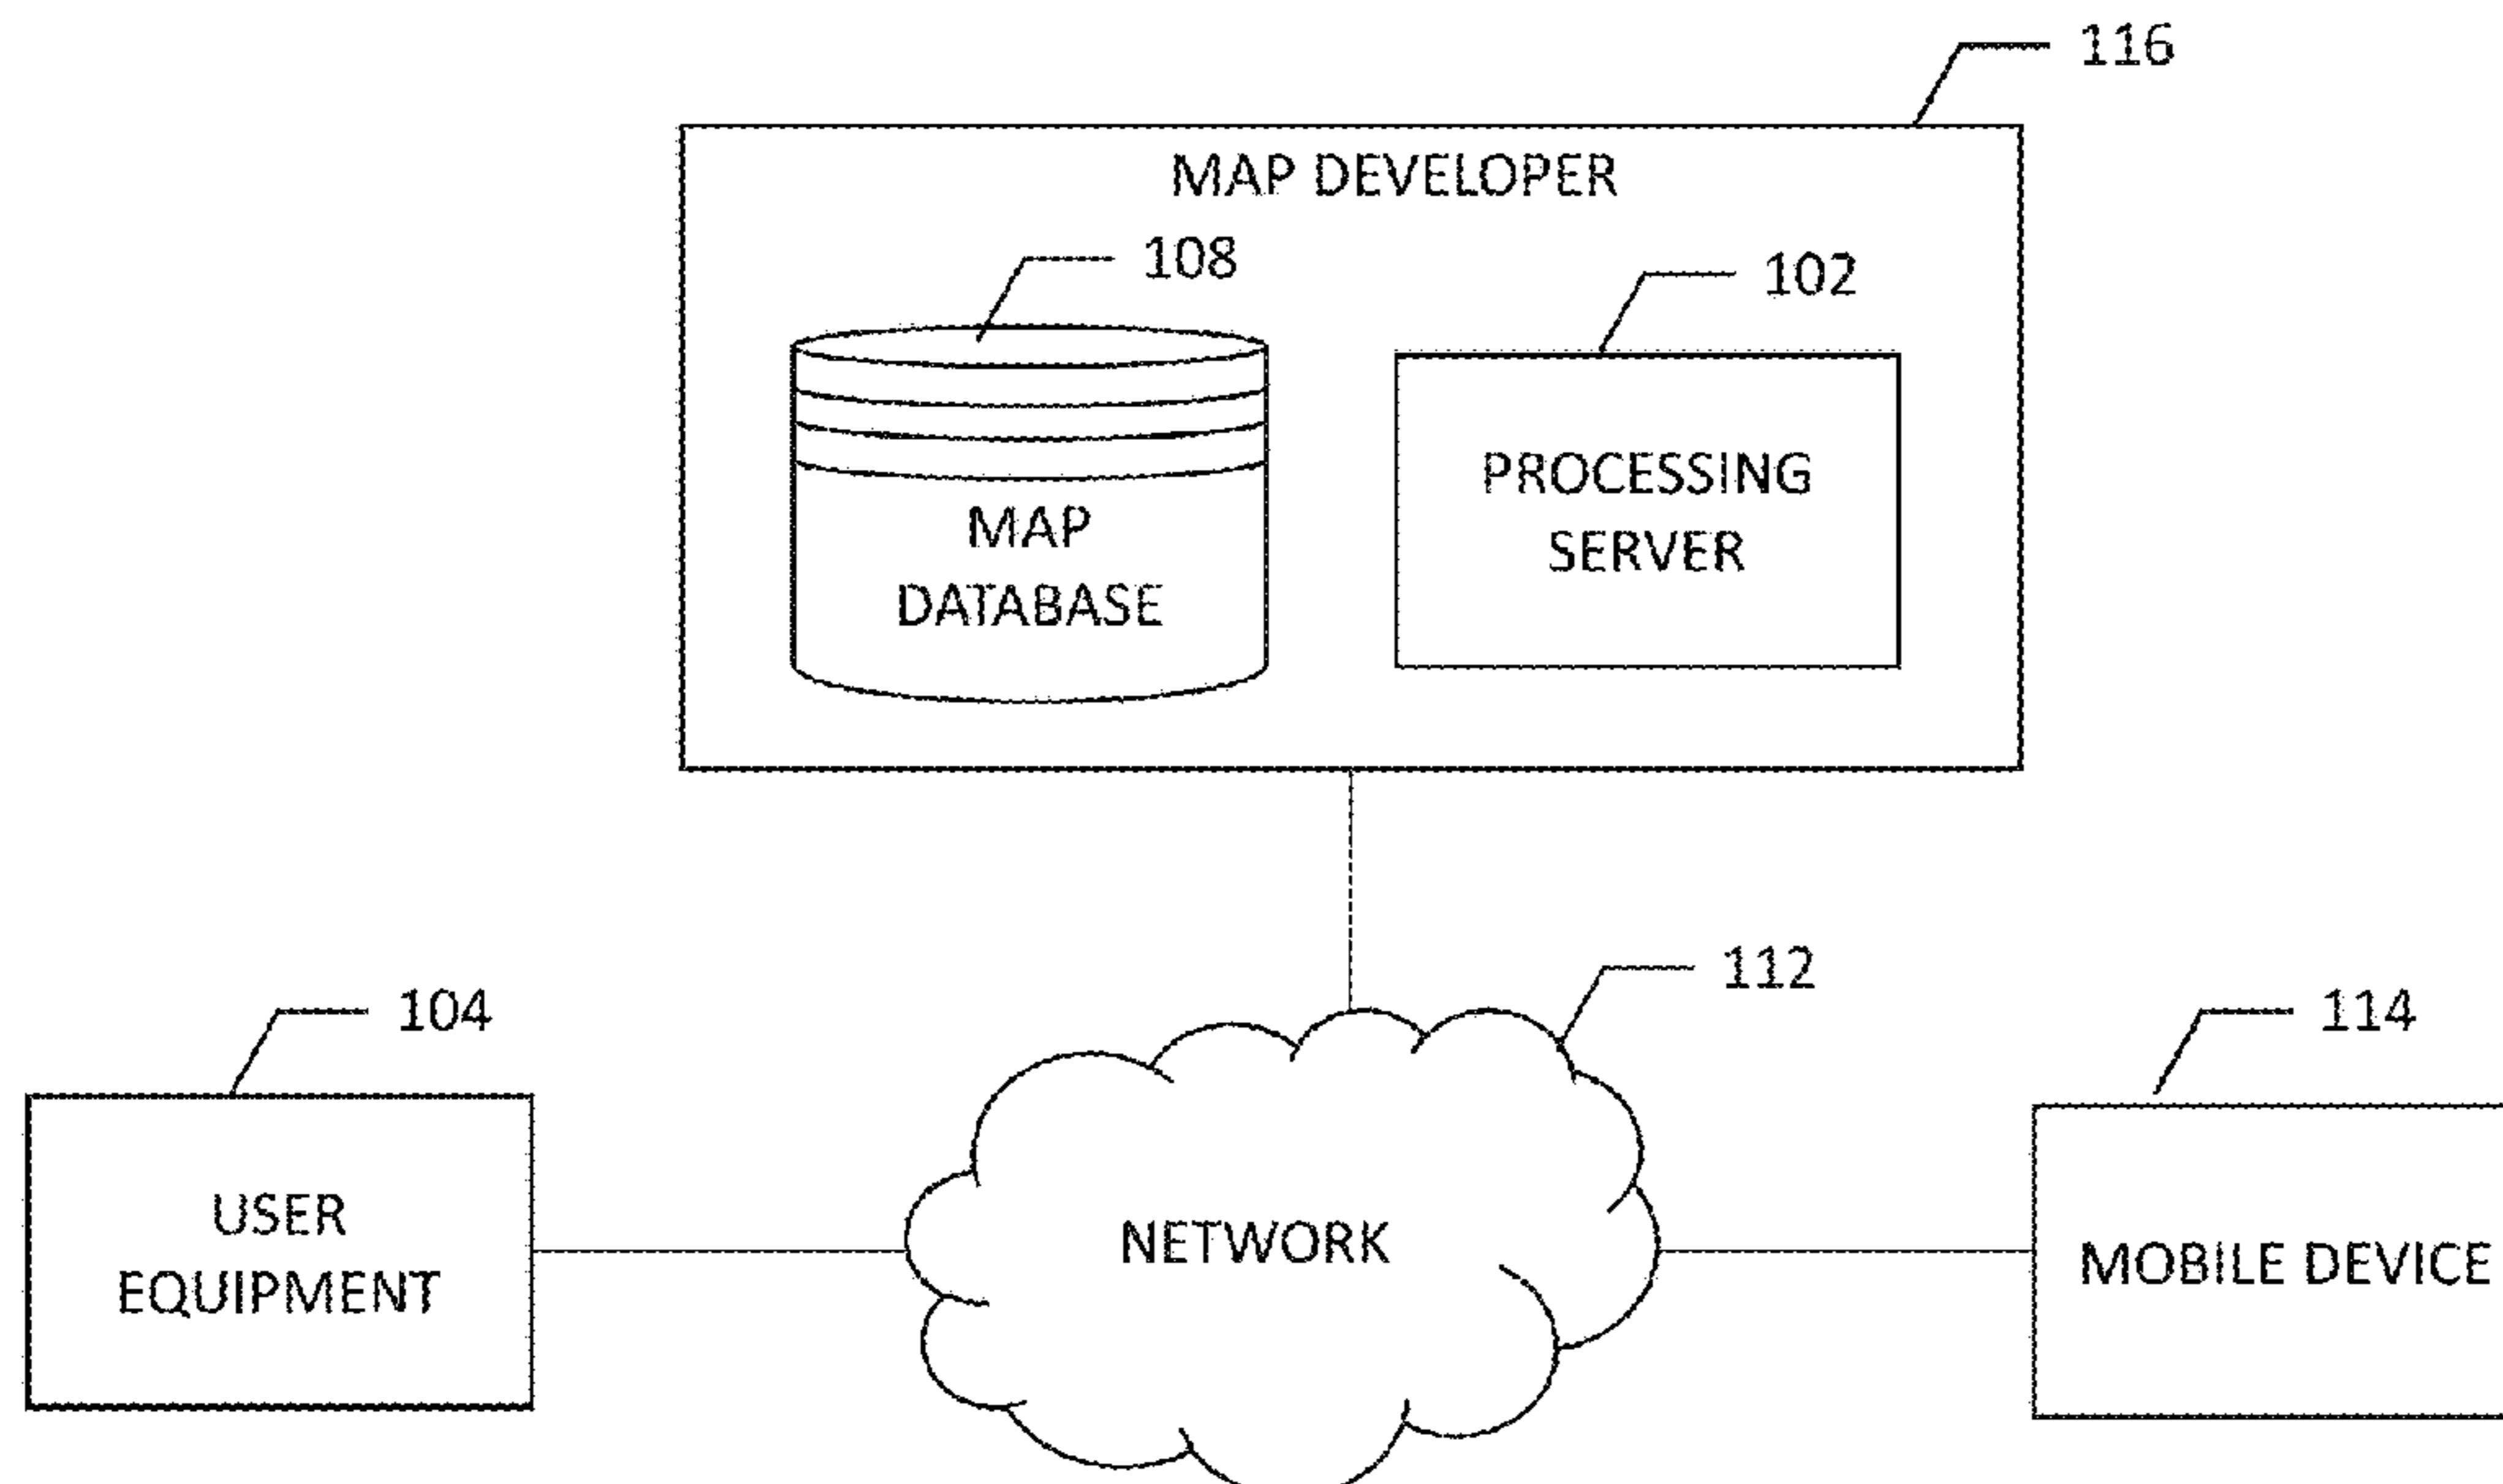 116
MAP DEVELOPER
108
102
MAP
DATABASE
PROCESSING
SERVER
112
104
114
USER
EQUIPMENT
NETWORK
MOBILE DEVICE